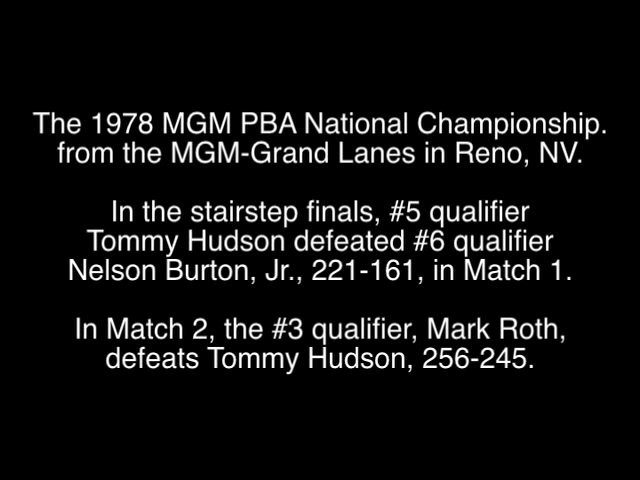 The 1978 MGM PBA National Championship.
from the MGM-Grand Lanes in Reno, NV.
In the stairstep finals, #5 qualifier
Tommy Hudson defeated #6 qualifier
Nelson Burton, Jr., 221-161, in Match 1.
In Match 2, the #3 qualifier, Mark Roth,
defeats Tommy Hudson, 256-245.